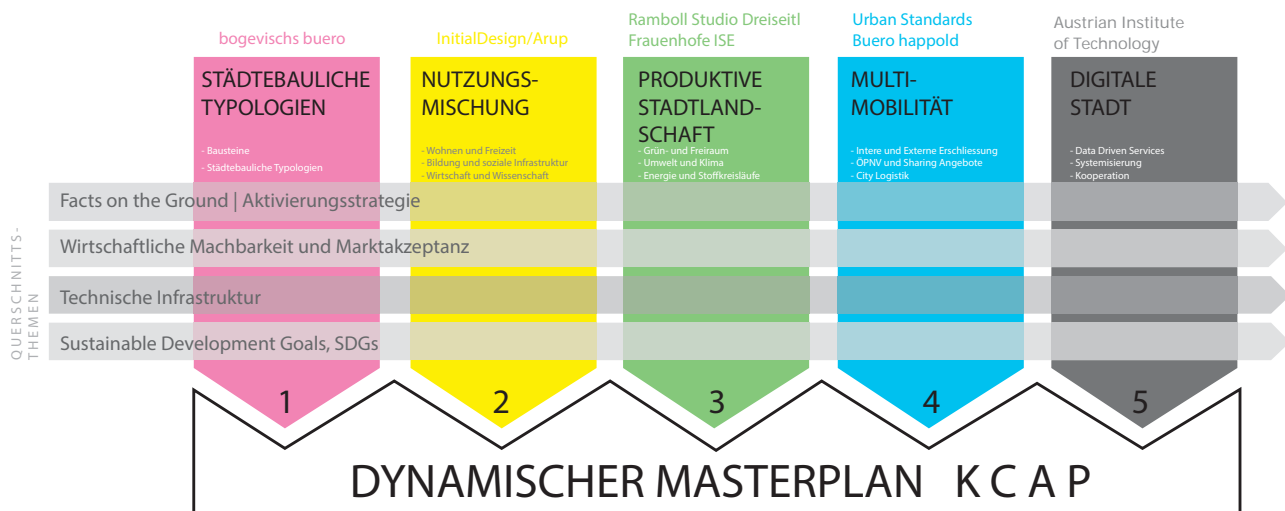 bogevischs buero
STÄDTEBAULICHE
TYPOLOGIEN
- Bausteine
- Städtebauliche Typologien
InitialDesign/Arup
NUTZUNGS-
MISCHUNG
- Wohnen und Freizeit
- Bildung und soziale Infrastruktur
- Wirtschaft und Wissenschaft
Ramboll Studio Dreiseitl
Frauenhofe ISE
PRODUKTIVE
STADTLAND-
SCHAFT
- Grün- und Freiraum
- Umwelt und Klima
- Energie und Stoffkreisläufe
Urban Standards
Buero happold
MULTI-
MOBILITÄT
- Intere und Externe Erschliessung
- ÖPNV und Sharing Angebote
- City Logistik
Austrian Institute
of Technology
DIGITALE
STADT
- Data Driven Services
- Systemisierung
- Kooperation
QUERSCHNITTS-
THEMEN
Facts on the Ground | Aktivierungsstrategie
Wirtschaftliche Machbarkeit und Marktakzeptanz
Technische Infrastruktur
Sustainable Development Goals, SDGs
1
2
3
4
5
DYNAMISCHER MASTERPLAN K C A P